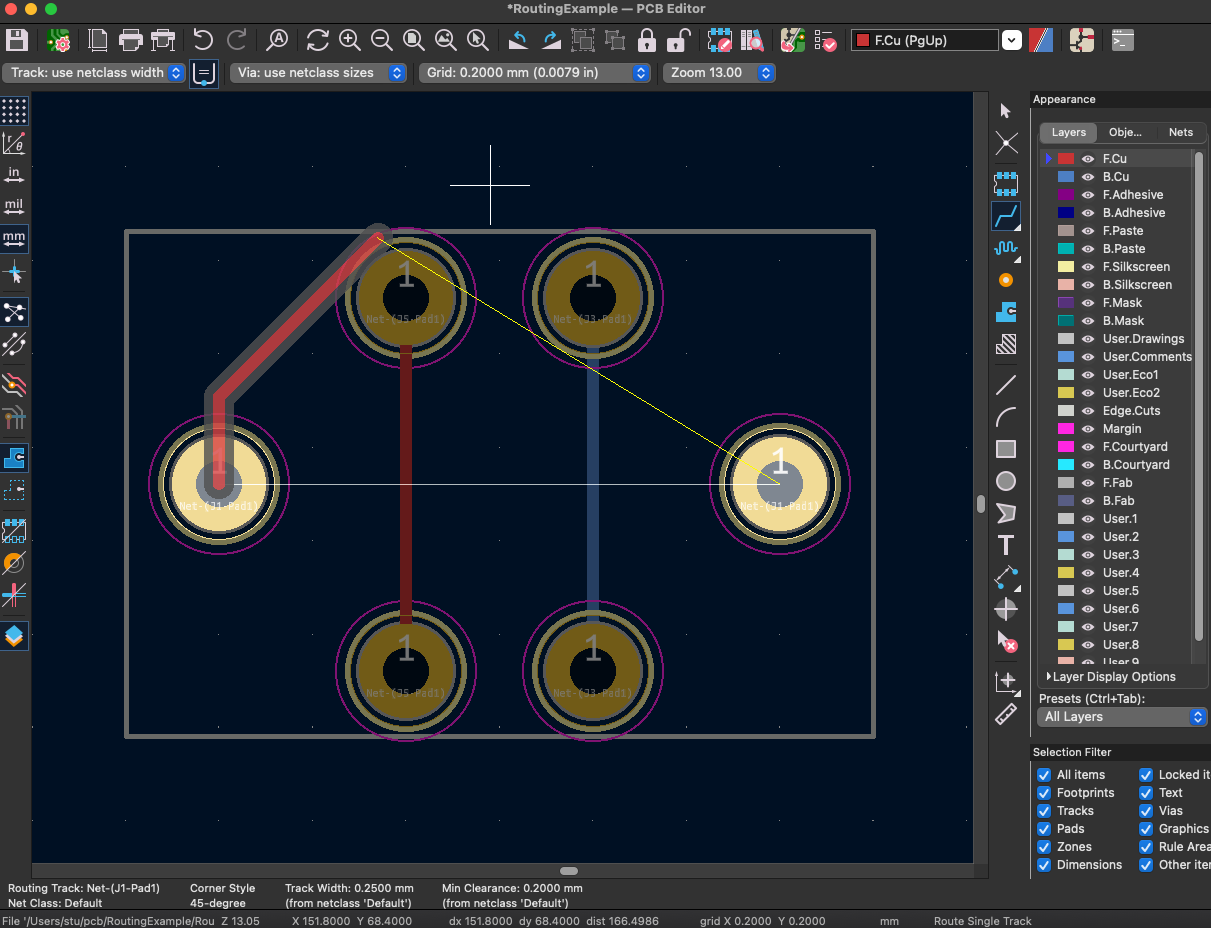 *RoutingExample — PCB Editor
F.Cu (PgUp)
Track: use netclass width
Via: use netclass sizes
Grid: 0.2000 mm (0.0079 in)
Zoom 13.00
in
mil
mm
1
Net-(J5-Pad1)
1
Net-(J3-Pad1)
1
Net-(J1-Pad1)
1
Net-(J1-Pad1)
1
Net-(J5-Pad1)
1
Net-(J3-Pad1)
Appearance
Layers Obje... Nets
F.Cu
B.Cu
F.Adhesive
B.Adhesive
F.Paste
B.Paste
F.Silkscreen
B.Silkscreen
F.Mask
B.Mask
User.Drawings
User.Comments
User.Eco1
User.Eco2
Edge.Cuts
Margin
F.Courtyard
B.Courtyard
F.Fab
B.Fab
User.1
User.2
User.3
User.4
User.5
User.6
User.7
User.8
User.9
Layer Display Options
Presets (Ctrl+Tab):
All Layers
Selection Filter
All items Locked it
Footprints Text
Tracks Vias
Pads Graphics
Zones Rule Area
Dimensions Other iter
Routing Track: Net-(J1-Pad1) Corner Style Track Width: 0.2500 mm Min Clearance: 0.2000 mm
Net Class: Default 45-degree (from netclass 'Default') (from netclass 'Default')
File '/Users/stu/pcb/RoutingExample/Rou Z 13.05 X 151.8000 Y 68.4000 dx 151.8000 dy 68.4000 dist 166.4986 grid X 0.2000 Y 0.2000 mm Route Single Track